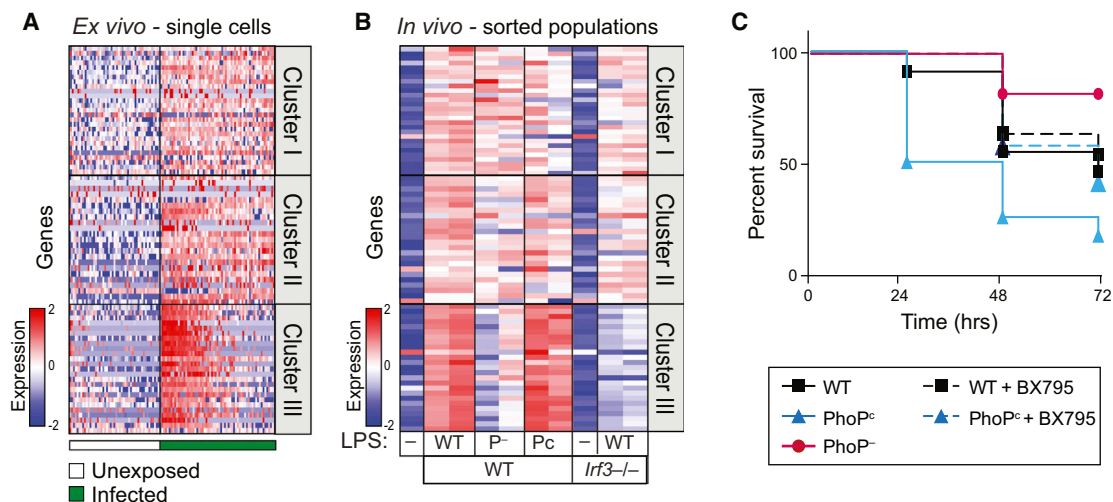 A
Ex vivo - single cells
Genes
Cluster I
Cluster II
Cluster III
Expression
2
-2
Unexposed
Infected
B
In vivo - sorted populations
Genes
Cluster I
Cluster II
Cluster III
Expression
2
-2
LPS: – WT P⁻ Pc – WT
WT Irf3–/–
C
Percent survival
100
50
0
0 24 48 72
Time (hrs)
WT WT + BX795
PhoPᶜ PhoPᶜ + BX795
PhoP⁻